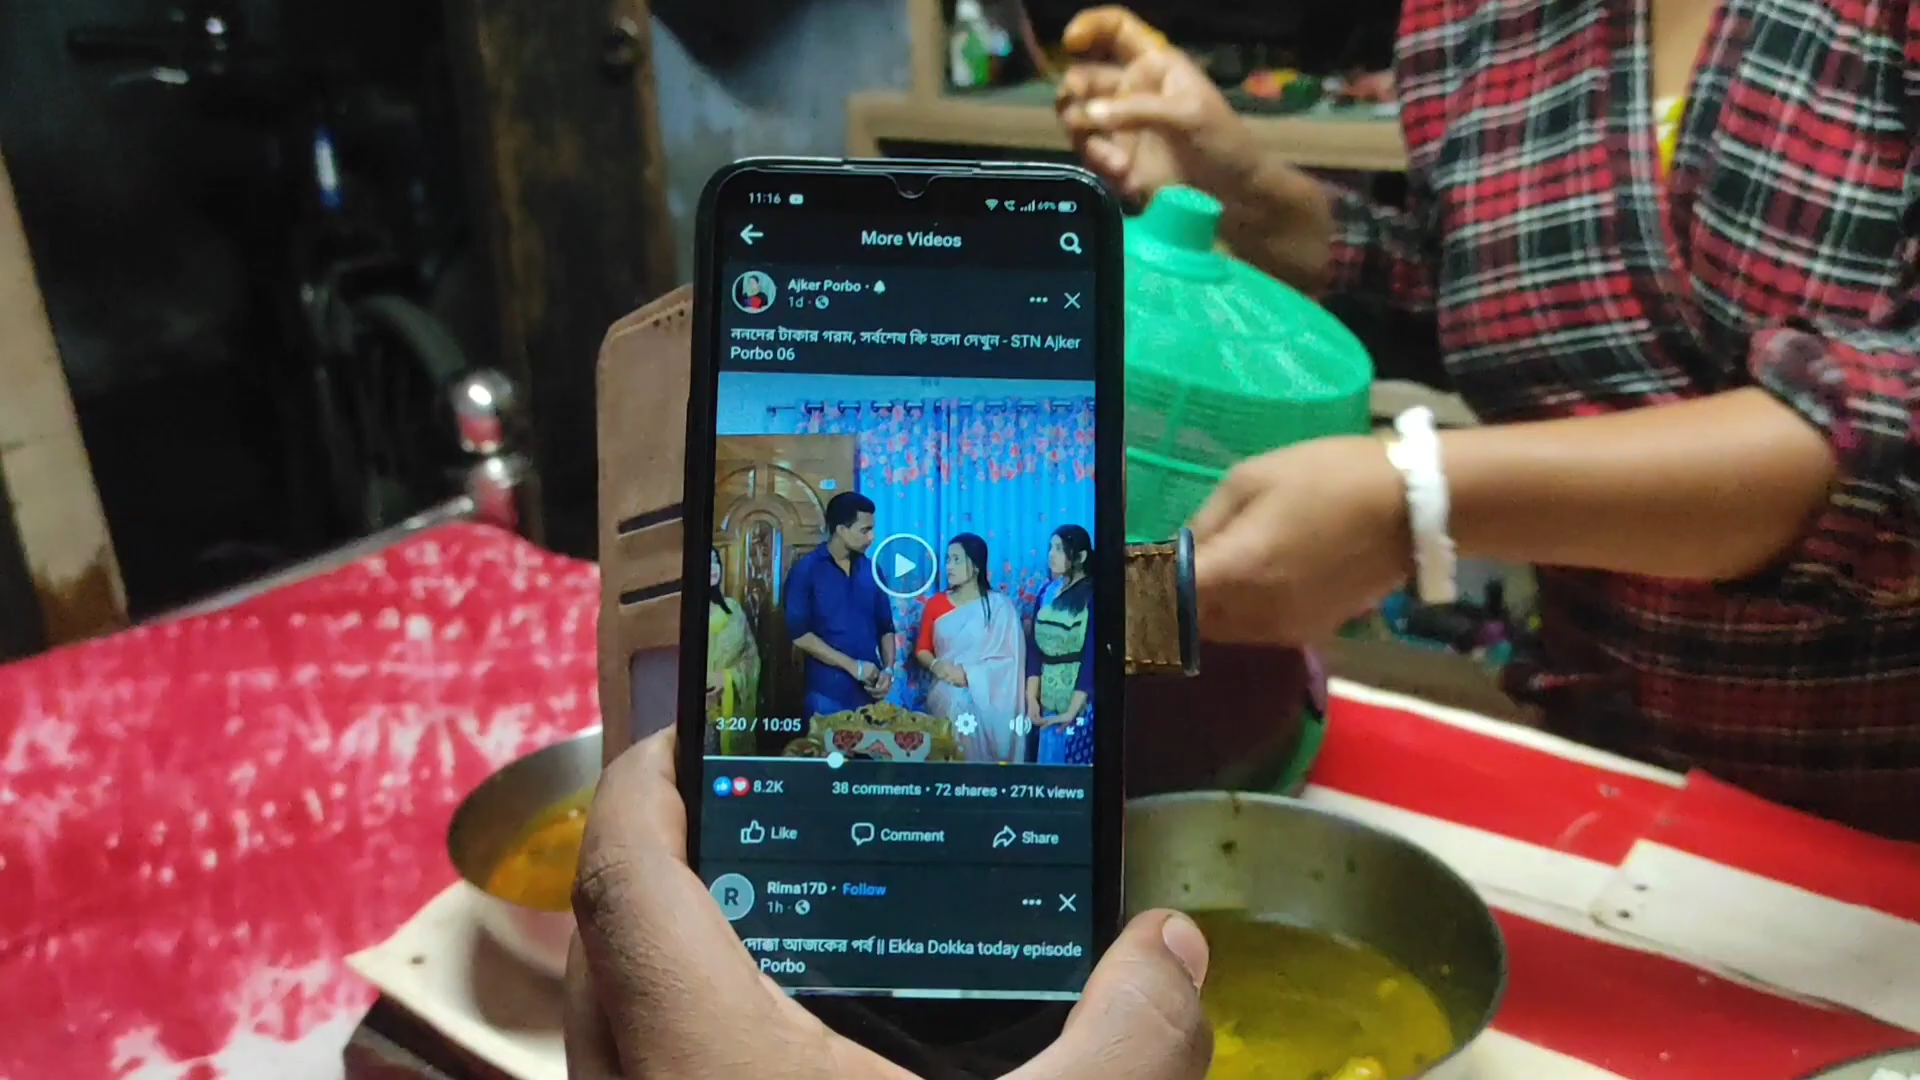 11:16
69%
More Videos
Ajker Porbo
1d
ননদের টাকার গরম, সর্বশেষ কি হলো দেখুন - STN Ajker
Porbo 06
3:20 / 10:05
8.2K
38 comments • 72 shares • 271K views
Like
Comment
Share
R
Rima17D • Follow
1h
আজকের পর্ব || Ekka Dokka today episode
Porbo